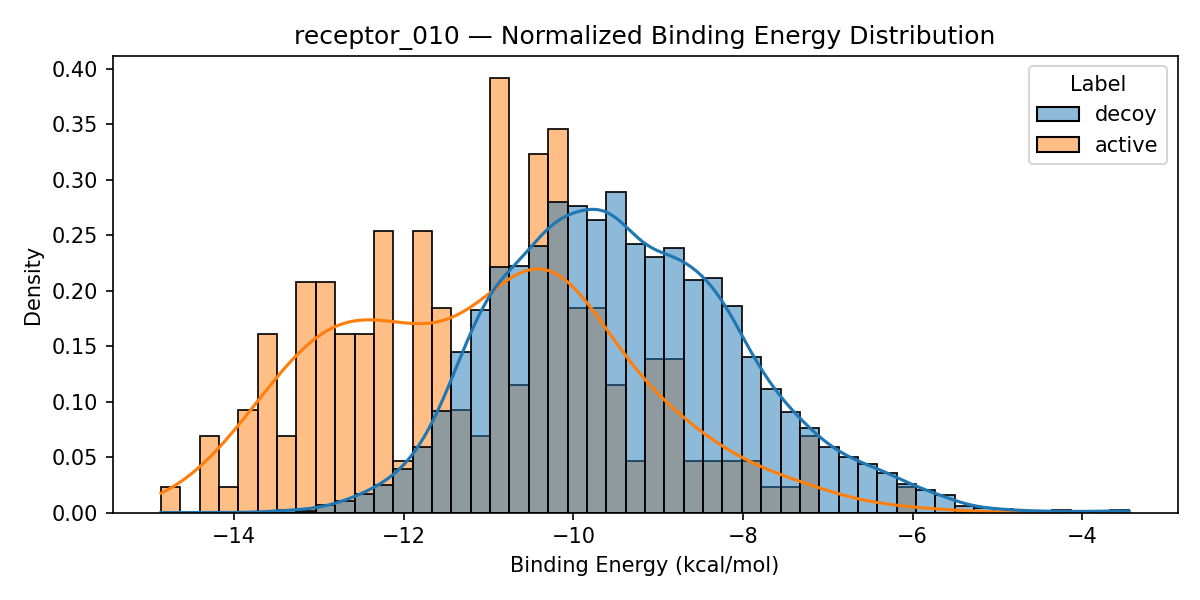 receptor_010 — Normalized Binding Energy Distribution
Label
decoy
active
0.40
0.35
0.30
0.25
0.20
0.15
0.10
0.05
0.00
Density
−14 −12 −10 −8 −6 −4
Binding Energy (kcal/mol)